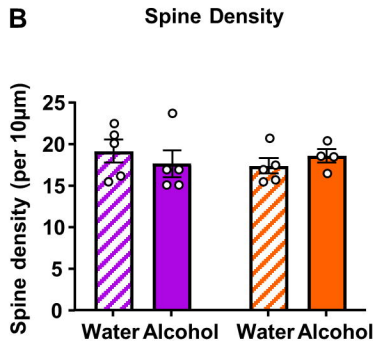 B
Spine Density
Spine density (per 10µm)
25
20
15
10
5
0
Water Alcohol Water Alcohol